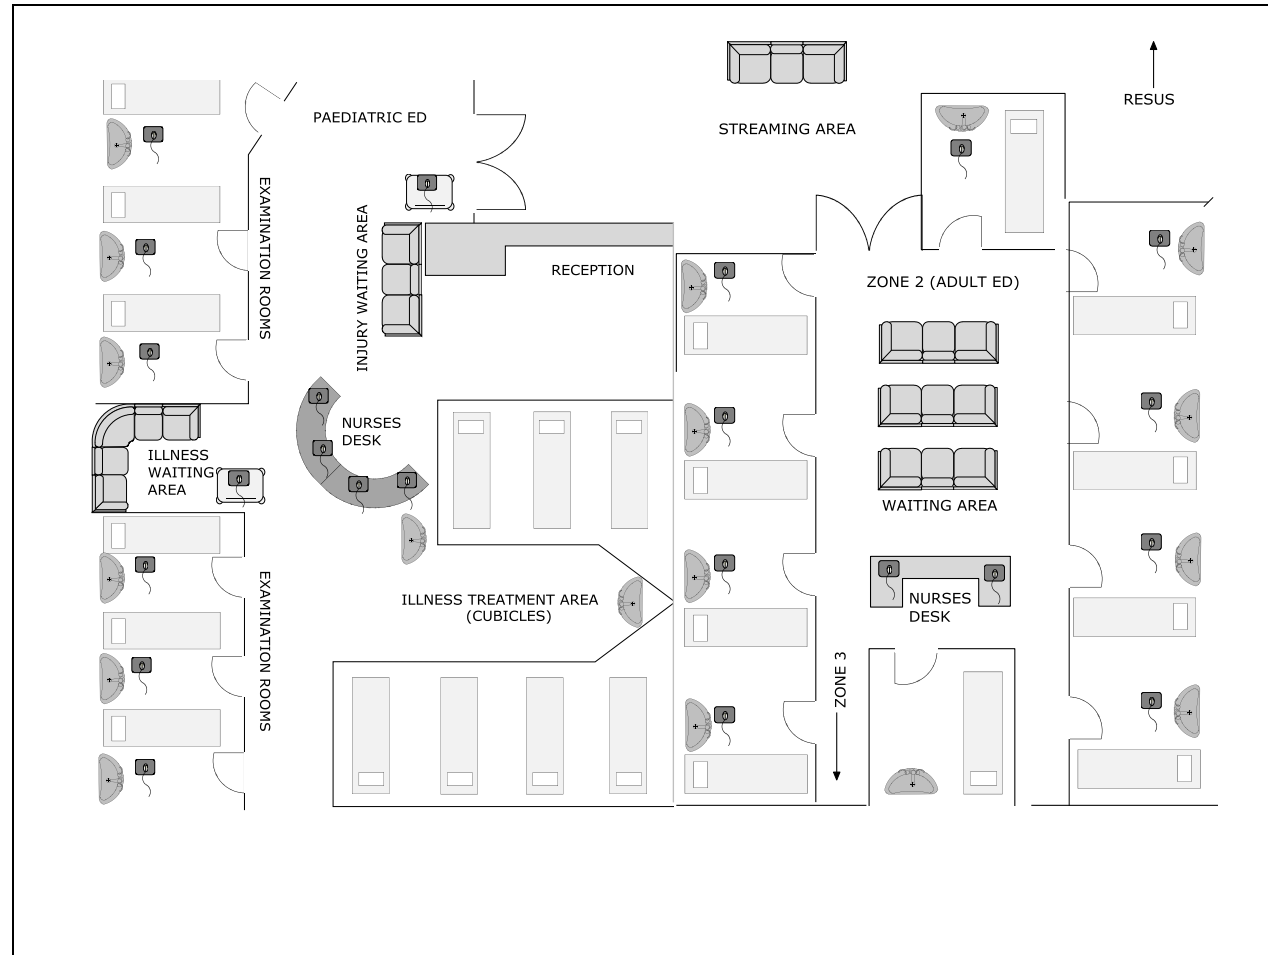 RESUS
PAEDIATRIC ED
STREAMING AREA
EXAMINATION ROOMS
INJURY WAITING AREA
RECEPTION
ZONE 2 (ADULT ED)
NURSES
DESK
ILLNESS
WAITING
AREA
WAITING AREA
EXAMINATION ROOMS
ILLNESS TREATMENT AREA
(CUBICLES)
NURSES
DESK
ZONE 3